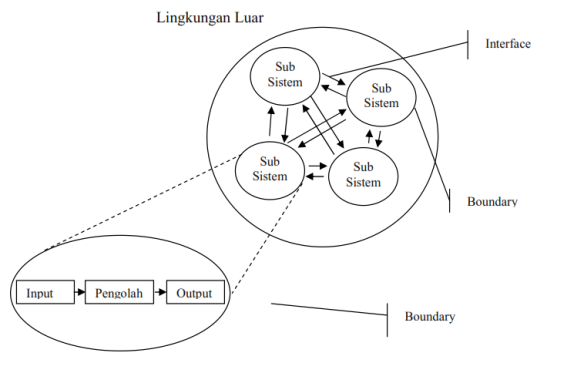 Lingkungan Luar
Interface
Sub
Sistem
Sub
Sistem
Sub
Sistem
Sub
Sistem
Boundary
Input
Pengolah
Output
Boundary